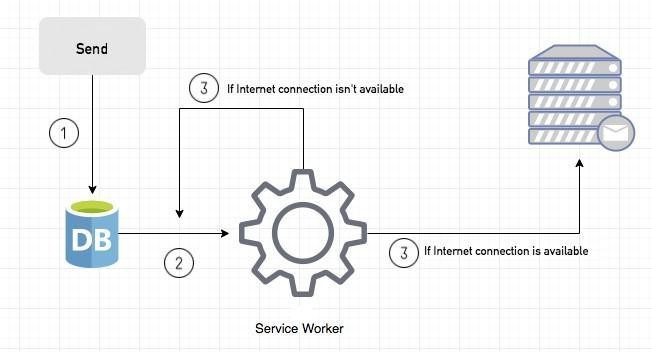 Send
3
If Internet connection isn't available
1
DB
2
3
If Internet connection is available
Service Worker